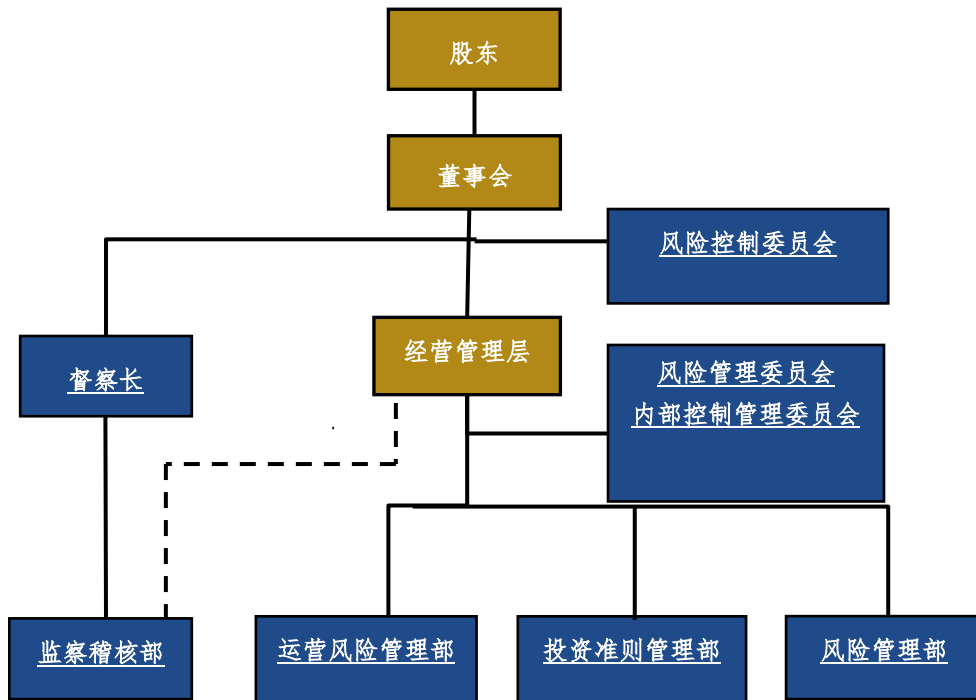 股东
董事会
风险控制委员会
经营管理层
督察长
风险管理委员会
内部控制管理委员会
监察稽核部
运营风险管理部
投资准则管理部
风险管理部